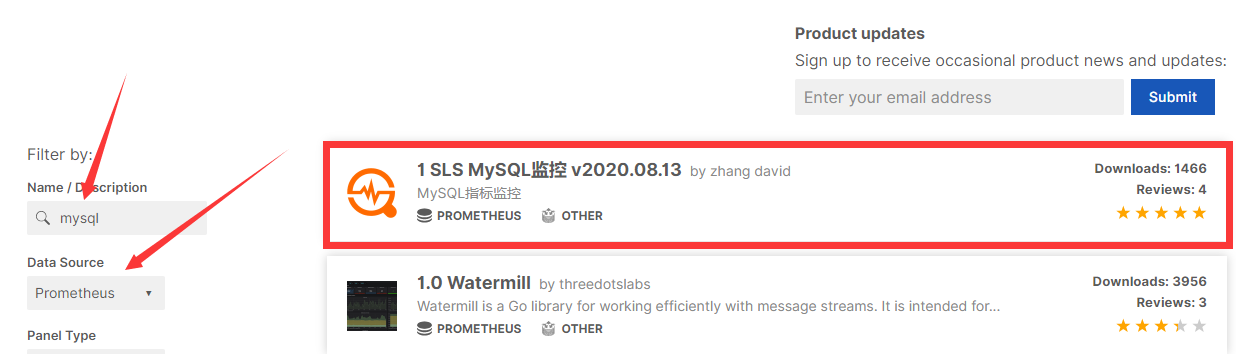 Product updates
Sign up to receive occasional product news and updates:
Enter your email address
Submit
Filter by:
Name / Description
mysql
Data Source
Prometheus
Panel Type
1 SLS MySQL监控 v2020.08.13 by zhang david
MySQL指标监控
PROMETHEUS OTHER
Downloads: 1466
Reviews: 4
1.0 Watermill by threedotslabs
Watermill is a Go library for working efficiently with message streams. It is intended for...
PROMETHEUS OTHER
Downloads: 3956
Reviews: 3